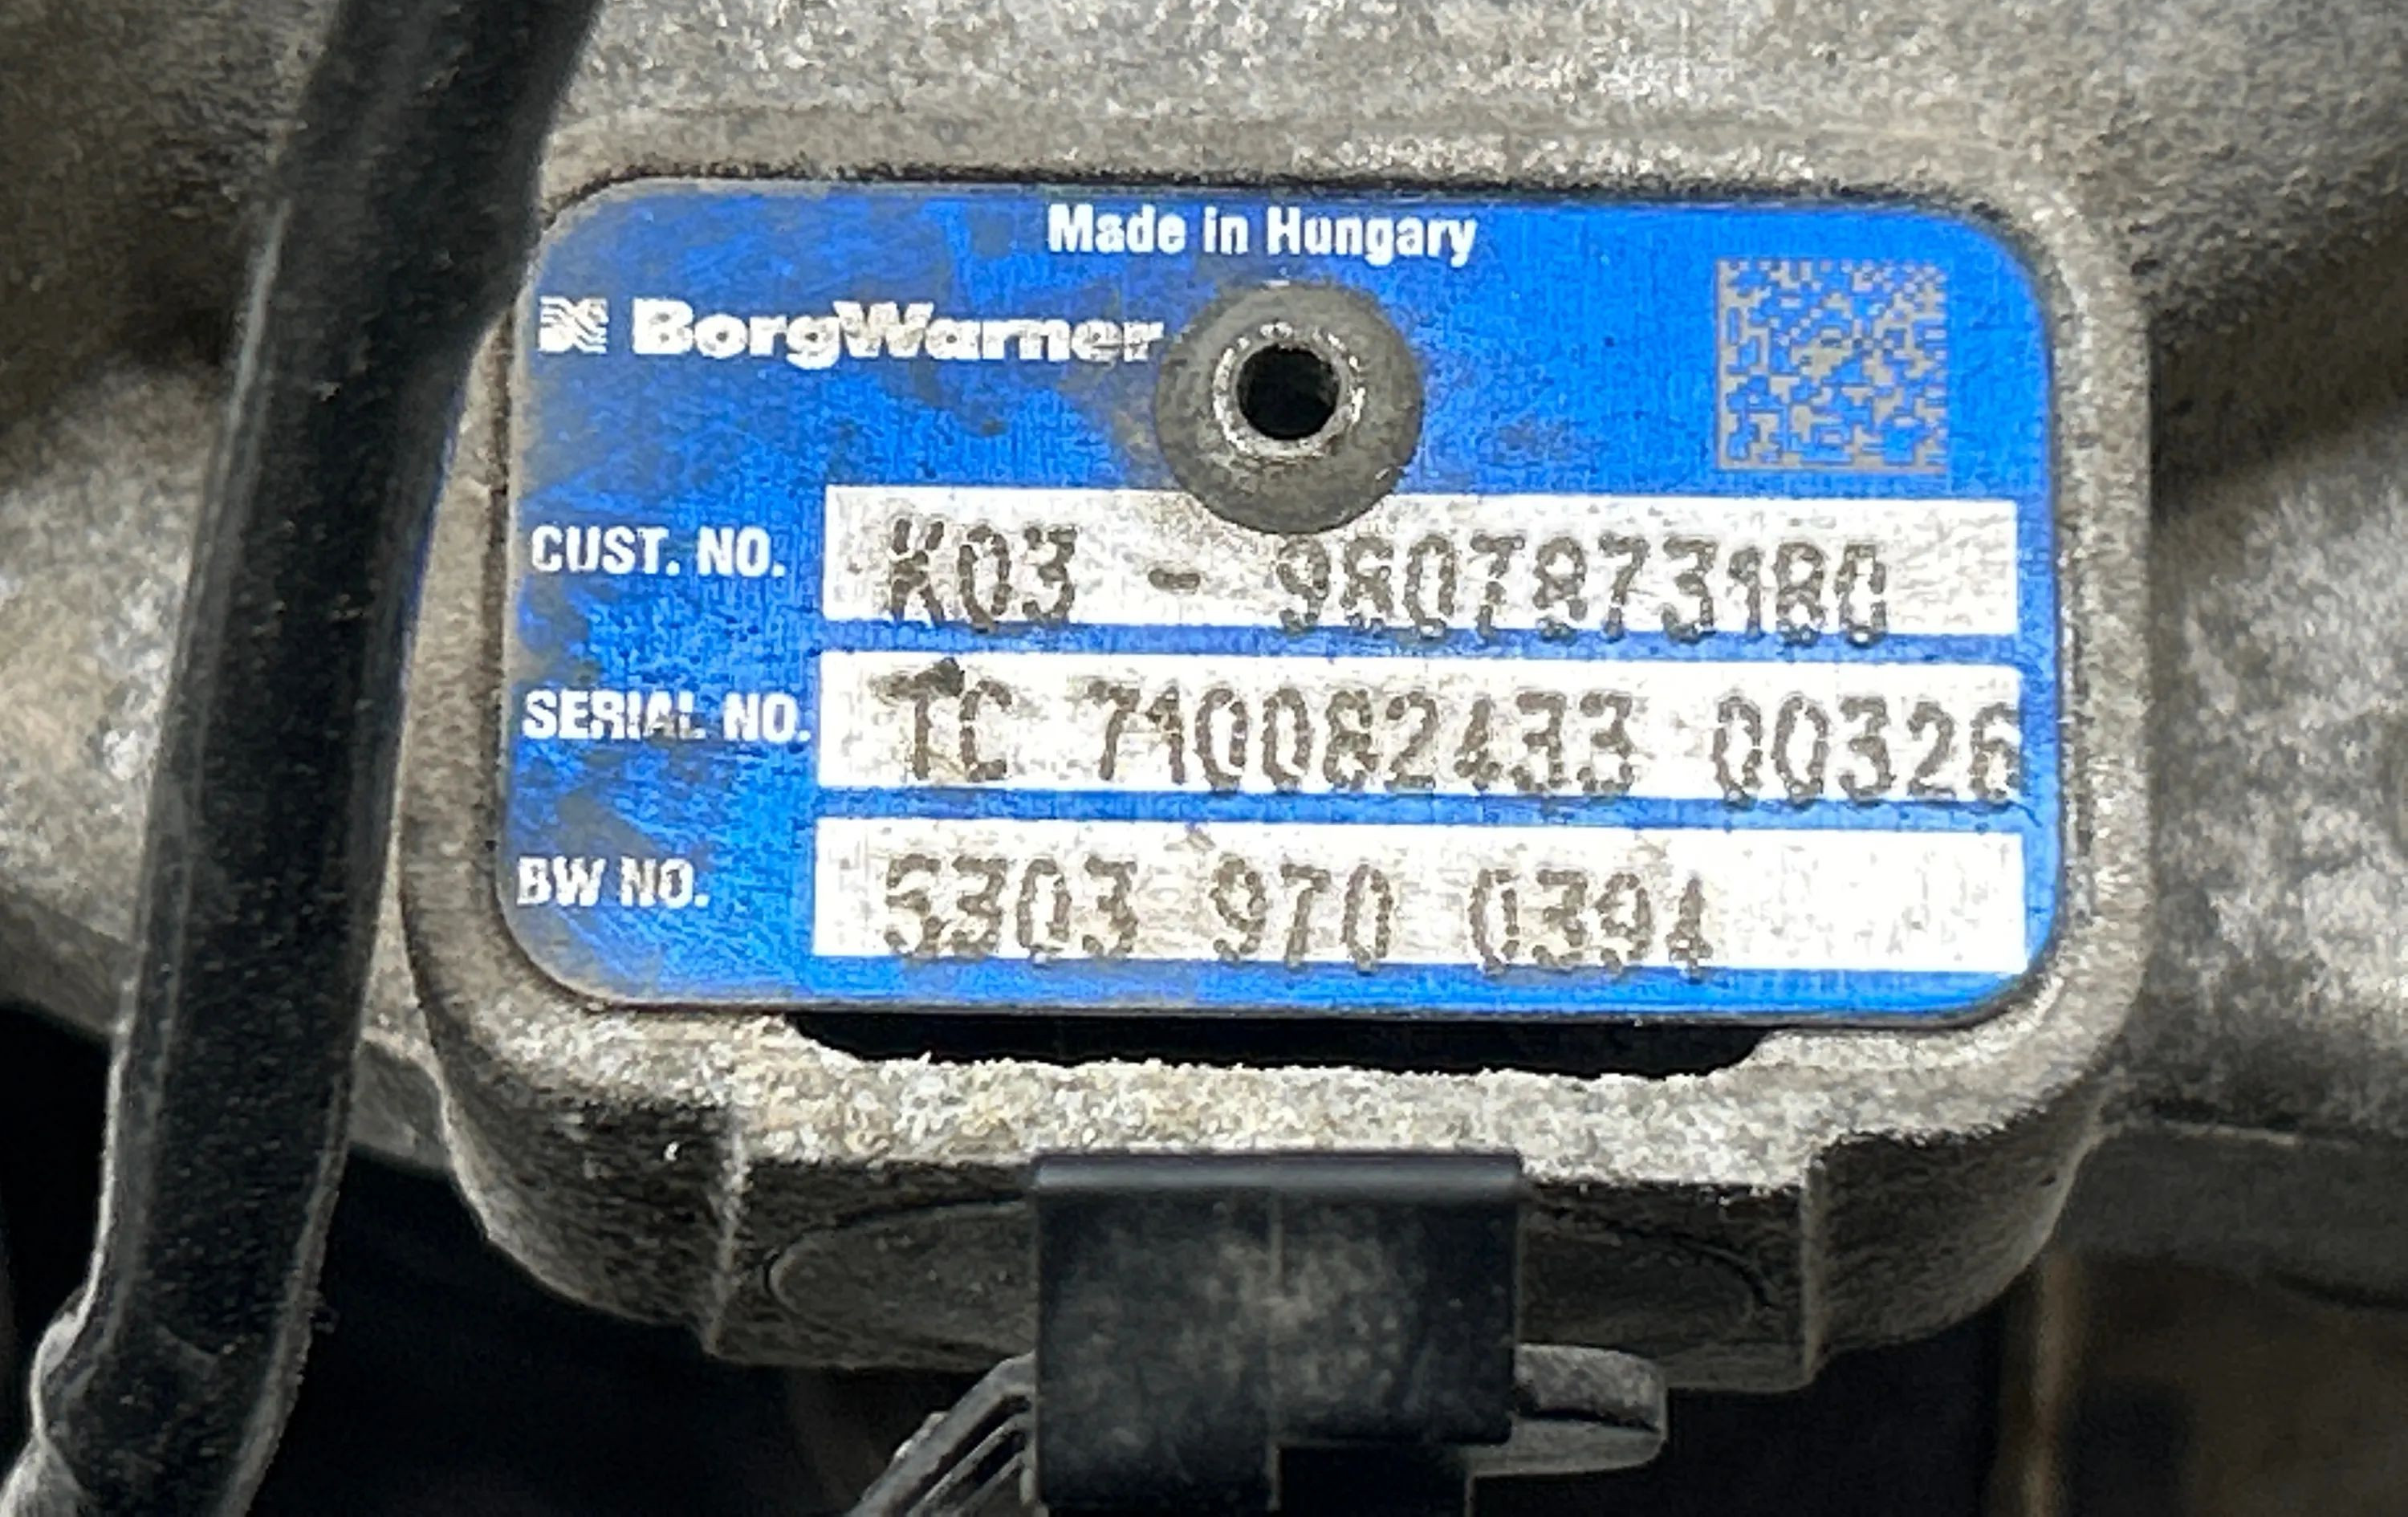 Made in Hungary
BorgWarner
CUST. NO. K03 - 9807873180
SERIAL NO. TC 710082433 00326
BW NO. 5303 970 0394